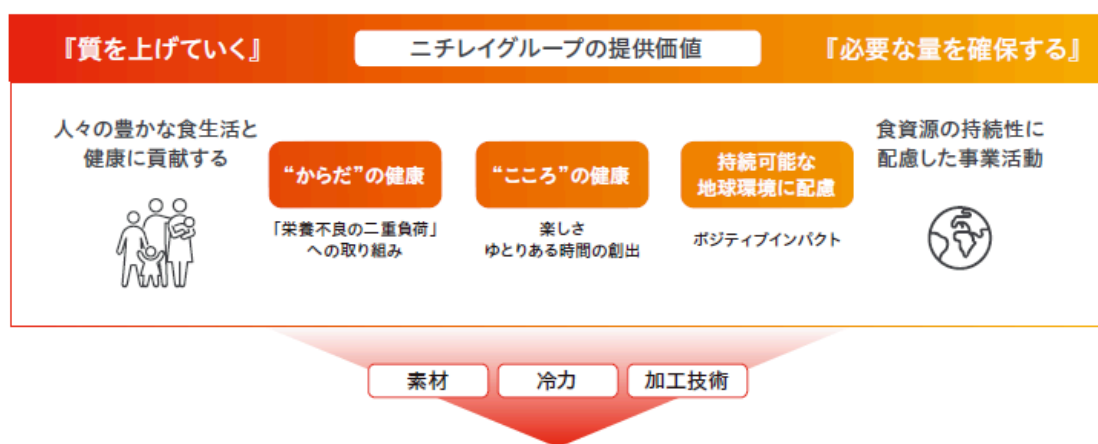 『質を上げていく』
ニチレイグループの提供価値
『必要な量を確保する』
人々の豊かな食生活と
健康に貢献する
“からだ”の健康
「栄養不良の二重負荷」
への取り組み
“こころ”の健康
楽しさ
ゆとりある時間の創出
持続可能な
地球環境に配慮
ポジティブインパクト
食資源の持続性に
配慮した事業活動
素材
冷力
加工技術